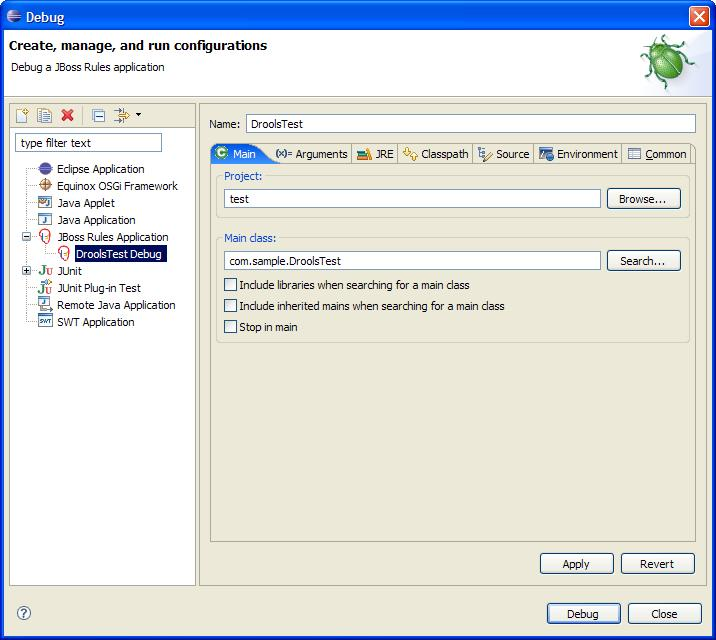 Debug
Create, manage, and run configurations
Debug a JBoss Rules application
type filter text
Eclipse Application
Equinox OSGi Framework
Java Applet
Java Application
JBoss Rules Application
DroolsTest Debug
JUnit
JUnit Plug-in Test
Remote Java Application
SWT Application
Name: DroolsTest
Main (x)= Arguments JRE Classpath Source Environment Common
Project:
test Browse...
Main class:
com.sample.DroolsTest Search...
Include libraries when searching for a main class
Include inherited mains when searching for a main class
Stop in main
Apply Revert
? Debug Close